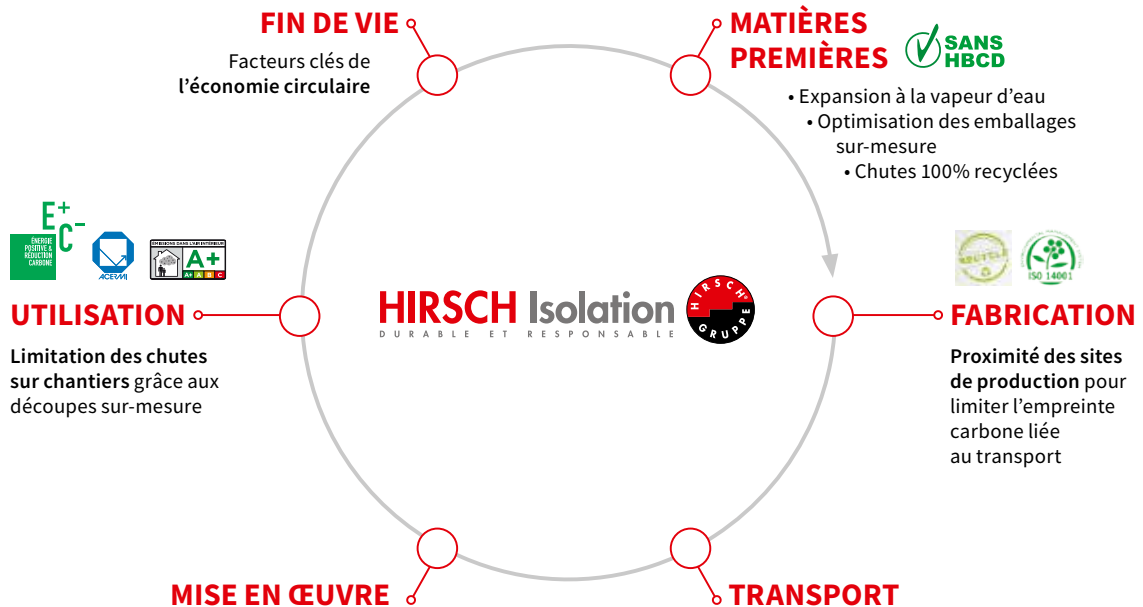 FIN DE VIE
Facteurs clés de
l’économie circulaire
MATIÈRES
PREMIÈRES
SANS
HBCD
• Expansion à la vapeur d’eau
• Optimisation des emballages
sur-mesure
• Chutes 100% recyclées
E+
C-
ÉNERGIE
POSITIVE &
RÉDUCTION
CARBONE
ACERMI
ÉMISSIONS DANS L'AIR INTÉRIEUR
A+
A+ A B C
UTILISATION
Limitation des chutes
sur chantiers grâce aux
découpes sur-mesure
HIRSCH Isolation
DURABLE ET RESPONSABLE
HIRSCH®
GRUPPE
ISO 14001
FABRICATION
Proximité des sites
de production pour
limiter l’empreinte
carbone liée
au transport
MISE EN ŒUVRE
TRANSPORT